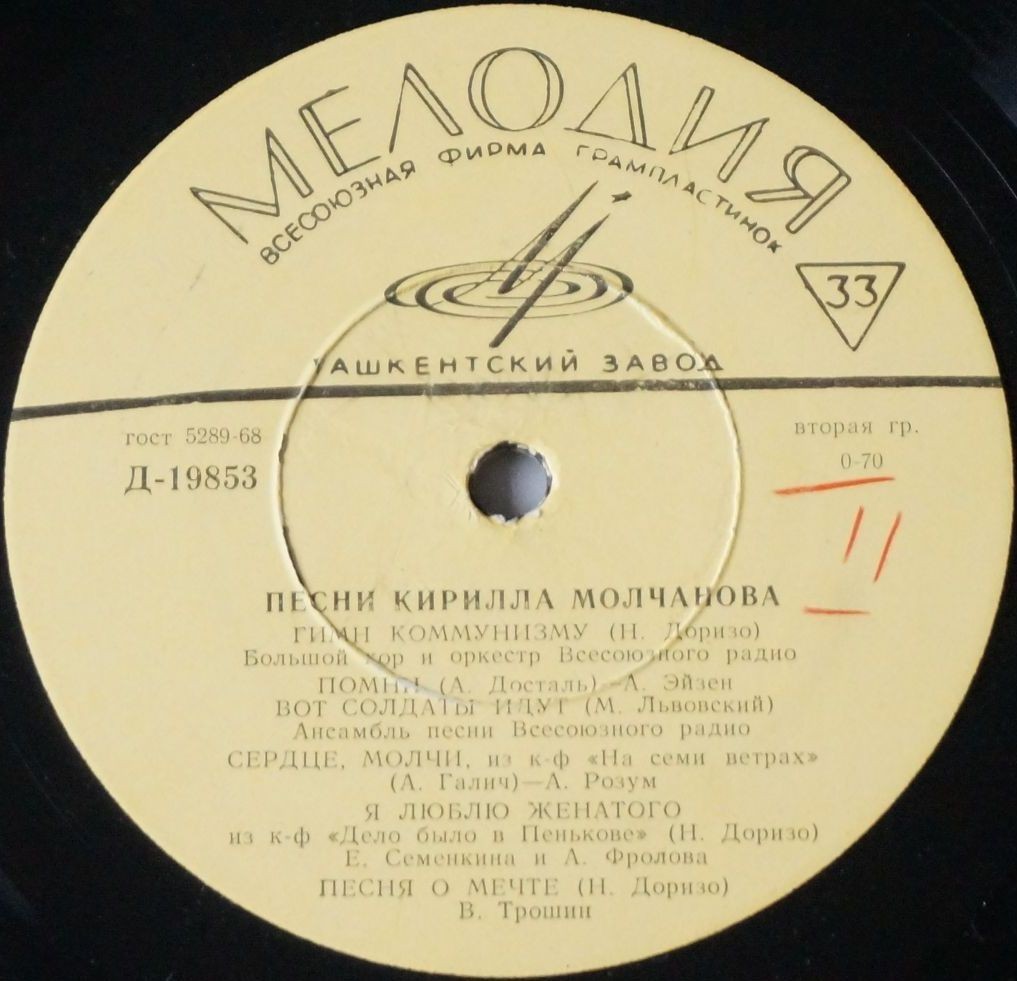 МЕЛОДИЯ
ВСЕСОЮЗНАЯ ФИРМА ГРАМПЛАСТИНОК
33
ТАШКЕНТСКИЙ ЗАВОД
гост 5289-68
вторая гр.
Д-19853
0-70
II
ПЕСНИ КИРИЛЛА МОЛЧАНОВА
ГИМН КОММУНИЗМУ (Н. Доризо)
Большой хор и оркестр Всесоюзного радио
ПОМНИ (А. Досталь)—А. Эйзен
ВОТ СОЛДАТЫ ИДУТ (М. Львовский)
Ансамбль песни Всесоюзного радио
СЕРДЦЕ, МОЛЧИ, из к-ф «На семи ветрах»
(А. Галич)—А. Розум
Я ЛЮБЛЮ ЖЕНАТОГО
из к-ф «Дело было в Пенькове» (Н. Доризо)
Е. Семенкина и А. Фролова
ПЕСНЯ О МЕЧТЕ (Н. Доризо)
В. Трошин